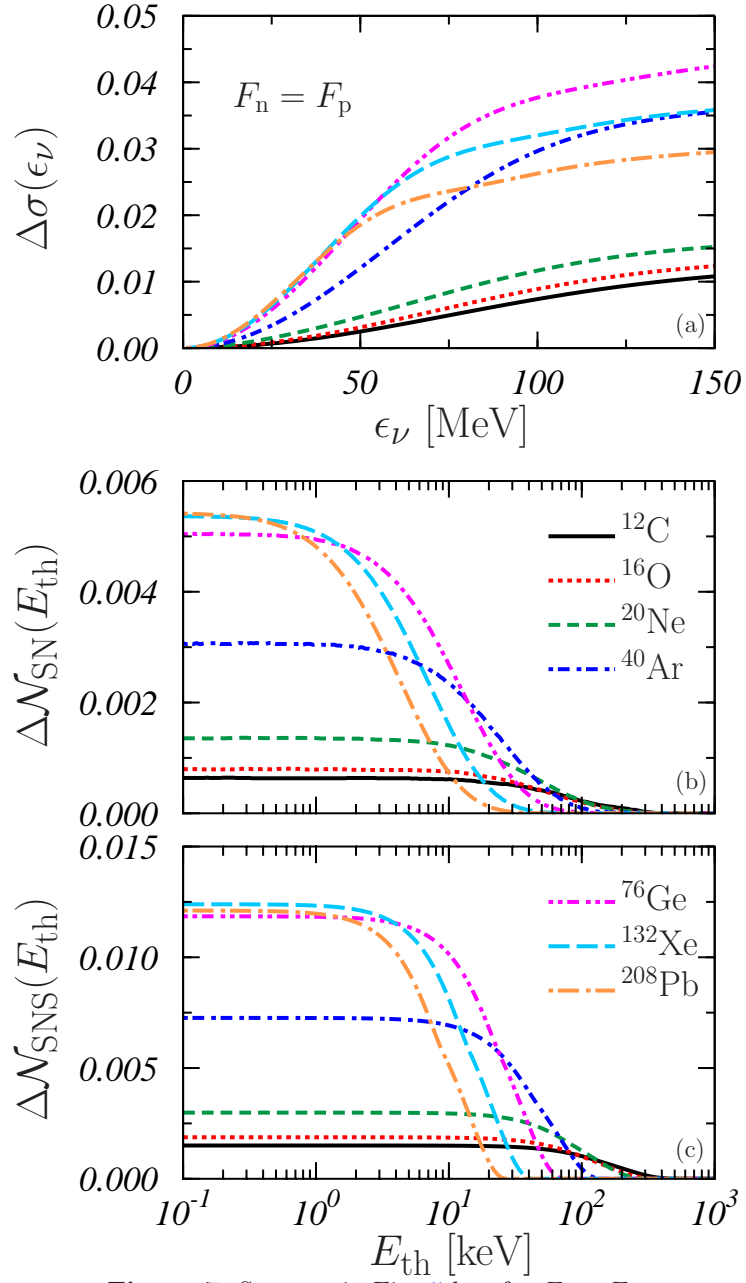 0.05
0.04
0.03
0.02
0.01
0.00
Δσ(ϵν)
Fn = Fp
(a)
0 50 100 150
ϵν [MeV]
0.006
0.004
0.002
0.000
ΔNSN(Eth)
12C
16O
20Ne
40Ar
(b)
0.015
0.010
0.005
0.000
ΔNSNS(Eth)
76Ge
132Xe
208Pb
(c)
10-1 100 101 102 103
Eth [keV]